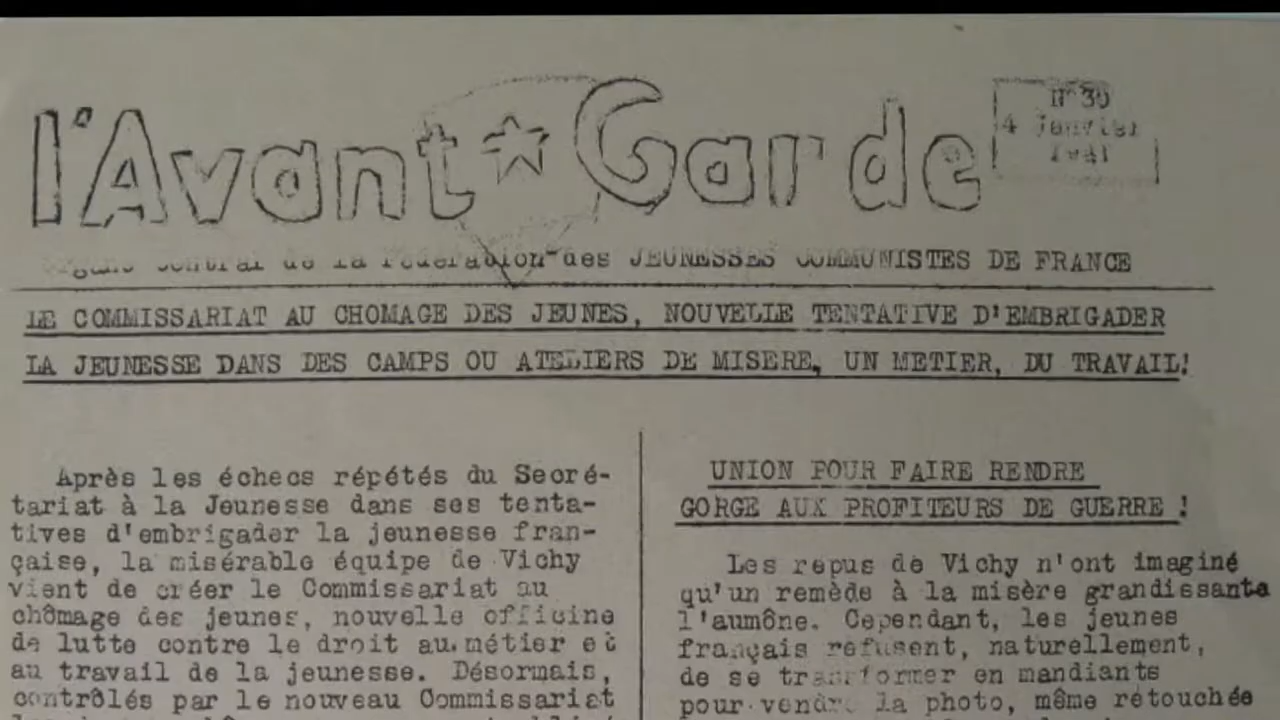 l'Avant Garde
N° 30
4 Janvier
1941
Organe central de la Fédération des JEUNESSES COMMUNISTES DE FRANCE
LE COMMISSARIAT AU CHOMAGE DES JEUNES, NOUVELLE TENTATIVE D'EMBRIGADER
LA JEUNESSE DANS DES CAMPS OU ATELIERS DE MISERE, UN METIER, DU TRAVAIL!
Après les échecs répétés du Secré-
tariat à la Jeunesse dans ses tenta-
tives d'embrigader la jeunesse fran-
çaise, la misérable équipe de Vichy
vient de créer le Commissariat au
chômage des jeunes, nouvelle officine
de lutte contre le droit au métier et
au travail de la jeunesse. Désormais,
contrôlés par le nouveau Commissariat
UNION POUR FAIRE RENDRE
GORGE AUX PROFITEURS DE GUERRE !
Les repus de Vichy n'ont imaginé
qu'un remède à la misère grandissante
l'aumône. Cependant, les jeunes
français refusent, naturellement,
de se transformer en mendiants
pour vendre la photo, même retouchée